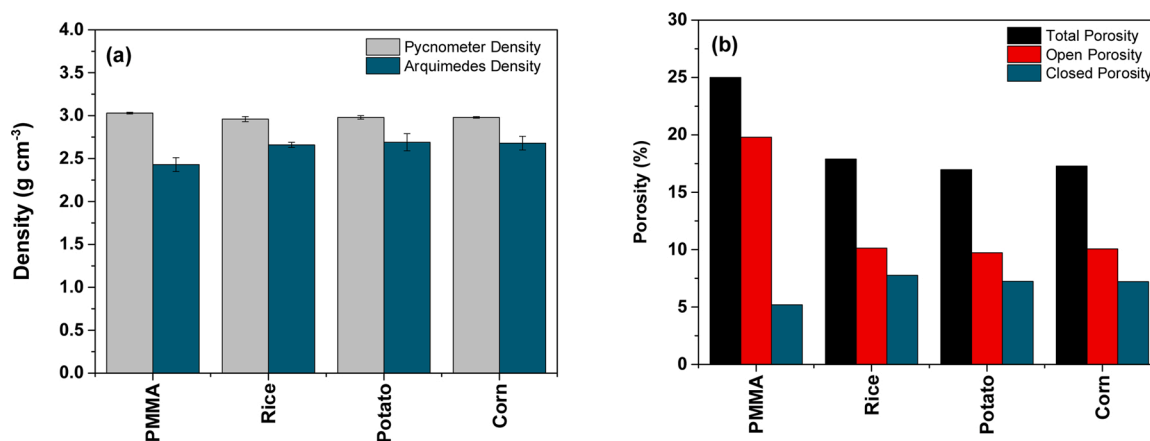 (a)
Pycnometer Density
Arquimedes Density
Density (g cm⁻³)
4.0
3.5
3.0
2.5
2.0
1.5
1.0
0.5
0.0
PMMA
Rice
Potato
Corn
(b)
Total Porosity
Open Porosity
Closed Porosity
Porosity (%)
30
25
20
15
10
5
0
PMMA
Rice
Potato
Corn